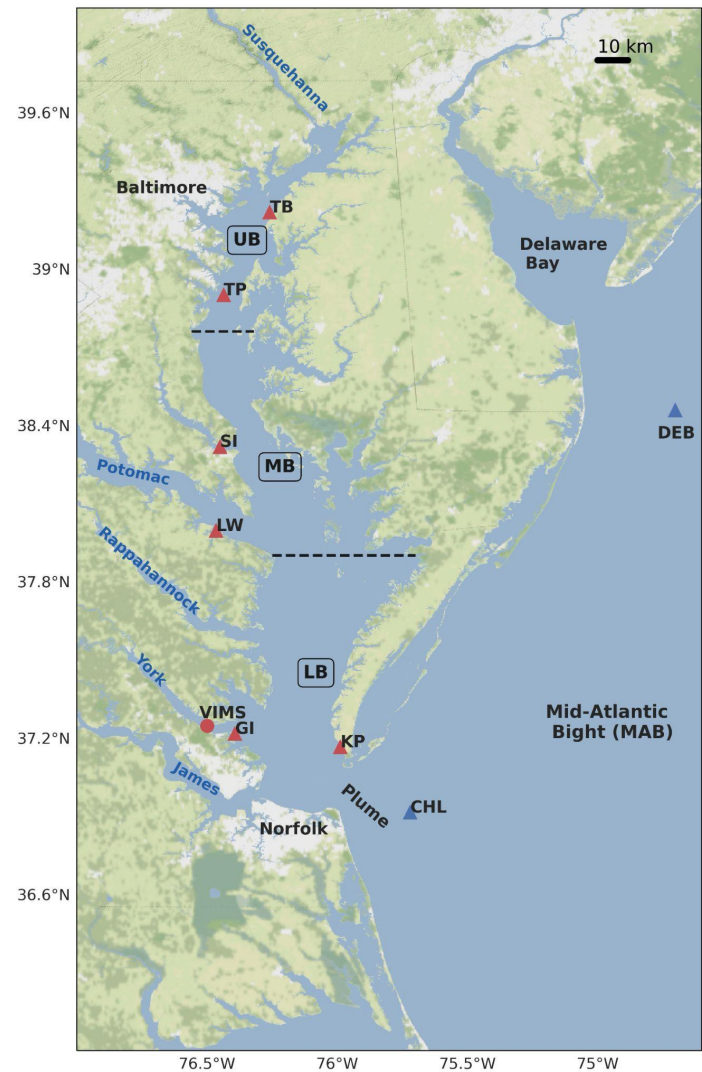 10 km
Susquehanna
39.6°N
Baltimore
TB
UB
Delaware
Bay
39°N
TP
38.4°N
DEB
SI
MB
Potomac
LW
Rappahannock
37.8°N
LB
York
VIMS
GI
Mid-Atlantic
Bight (MAB)
37.2°N
KP
James
Plume
CHL
Norfolk
36.6°N
76.5°W
76°W
75.5°W
75°W